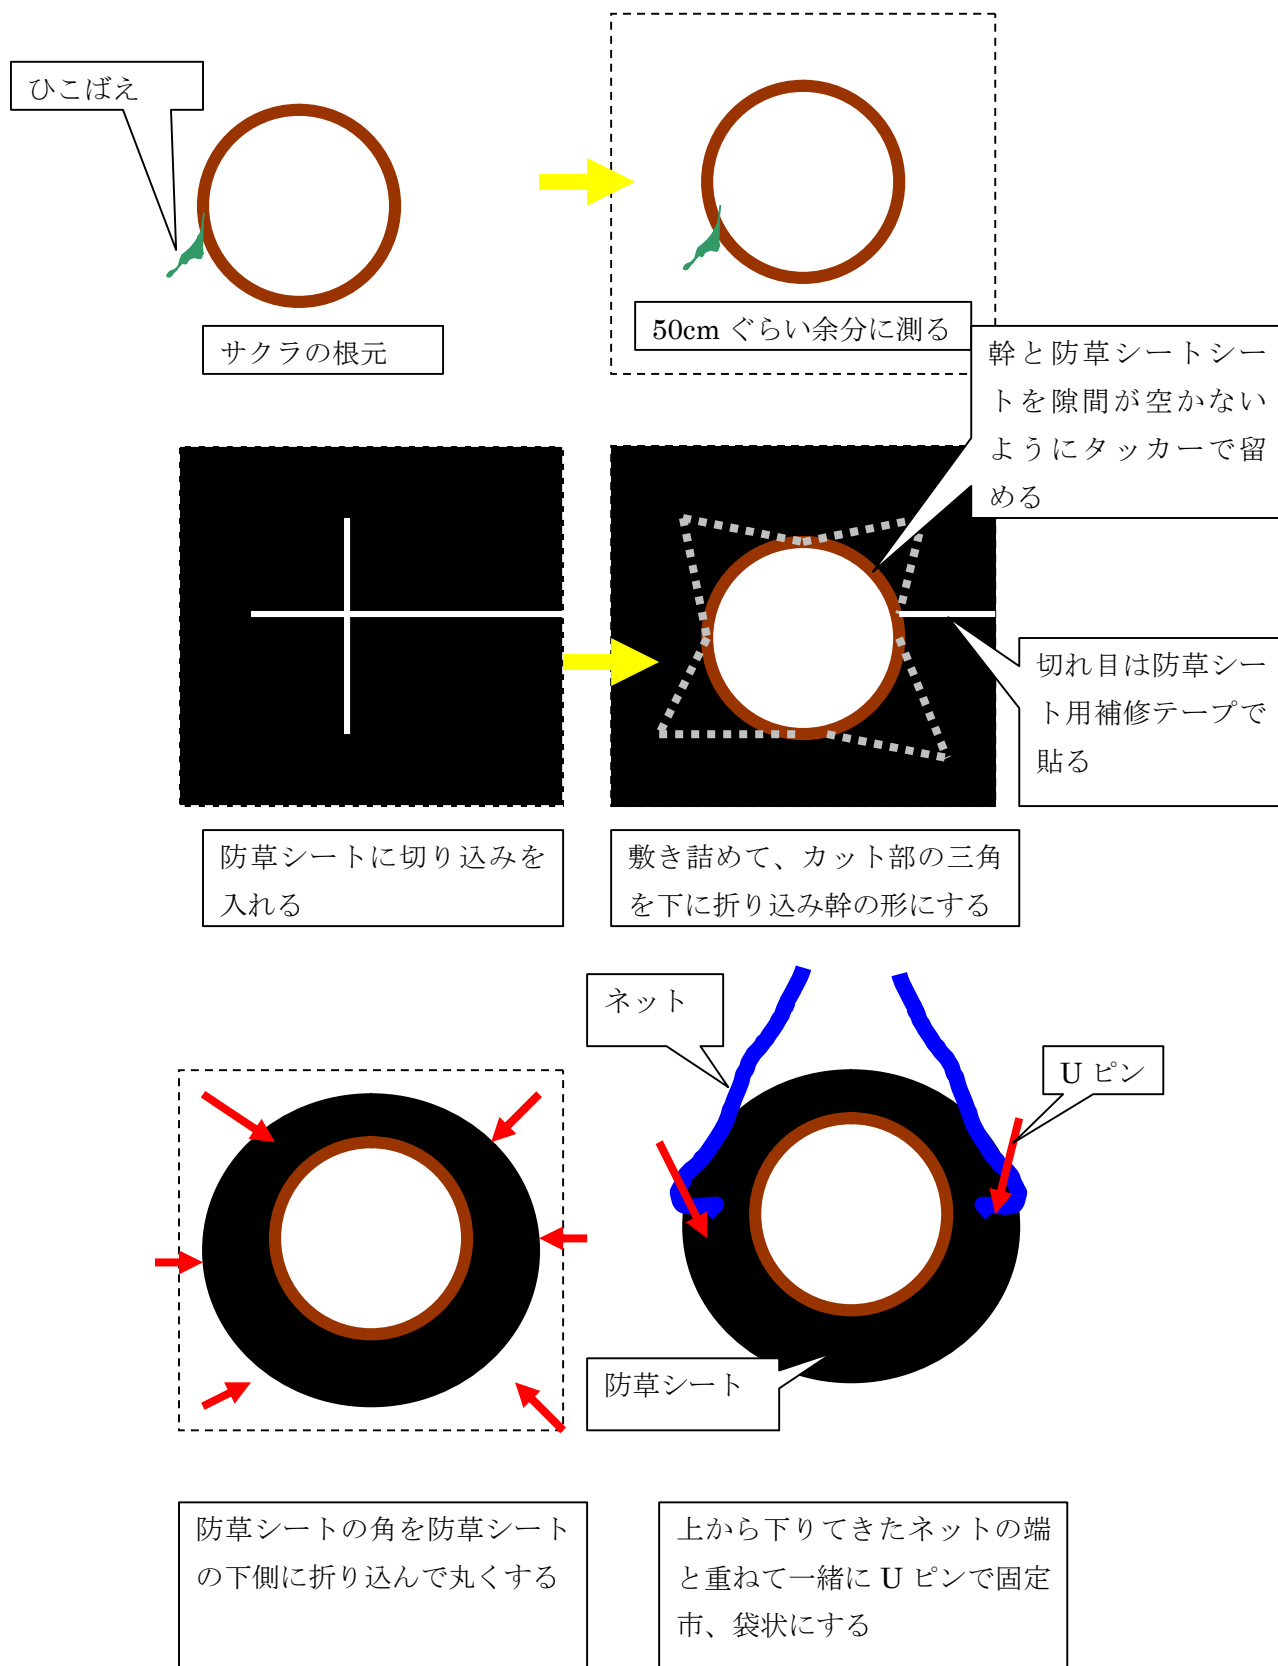 ひこばえ
サクラの根元
50cm ぐらい余分に測る
幹と防草シートシー
トを隙間が空かない
ようにタッカーで留
める
切れ目は防草シー
ト用補修テープで
貼る
防草シートに切り込みを
入れる
敷き詰めて、カット部の三角
を下に折り込み幹の形にする
ネット
U ピン
防草シート
防草シートの角を防草シート
の下側に折り込んで丸くする
上から下りてきたネットの端
と重ねて一緒に U ピンで固定
市、袋状にする